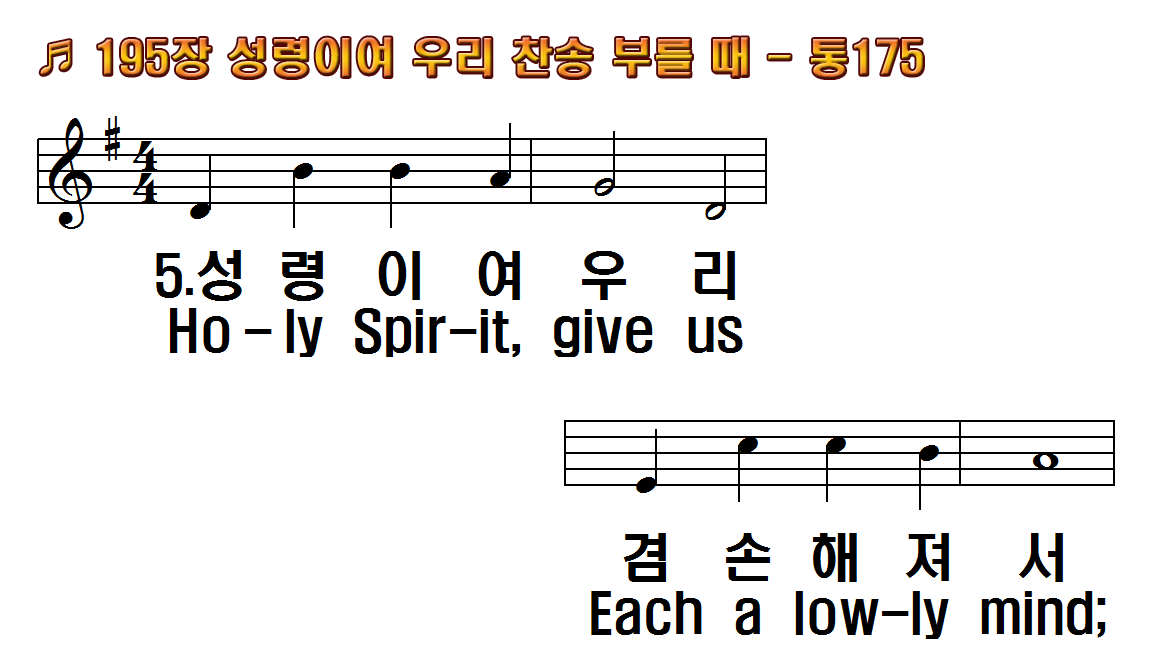 ♬ 195장 성령이여 우리 찬송 부를 때 - 통175
4/4
5.성 령 이 여 우 리
Ho-ly Spir-it, give us
겸 손 해 져 서
Each a low-ly mind;